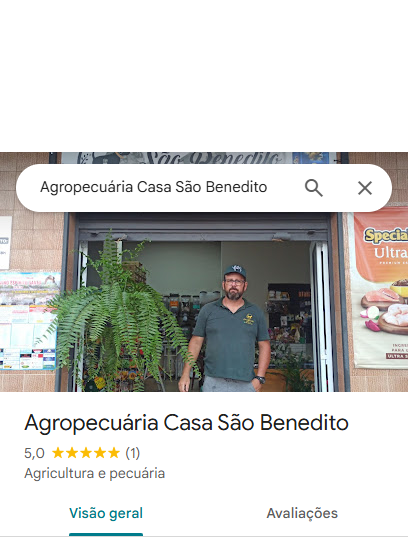 São Benedito
Agropecuária Casa São Benedito
Special
Ultra
Agropecuária Casa São Benedito
5,0 ★★★★★ (1)
Agricultura e pecuária
Visão geral
Avaliações